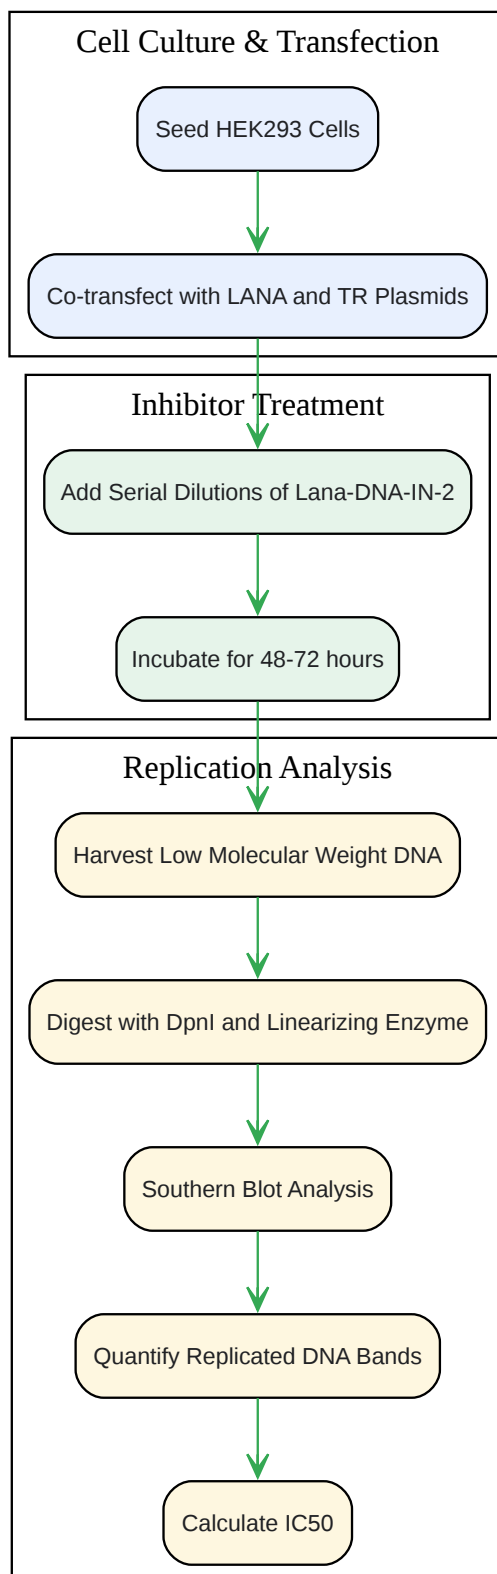 Cell Culture & Transfection
Seed HEK293 Cells
Co-transfect with LANA and TR Plasmids
Inhibitor Treatment
Add Serial Dilutions of Lana-DNA-IN-2
Incubate for 48-72 hours
Replication Analysis
Harvest Low Molecular Weight DNA
Digest with DpnI and Linearizing Enzyme
Southern Blot Analysis
Quantify Replicated DNA Bands
Calculate IC50